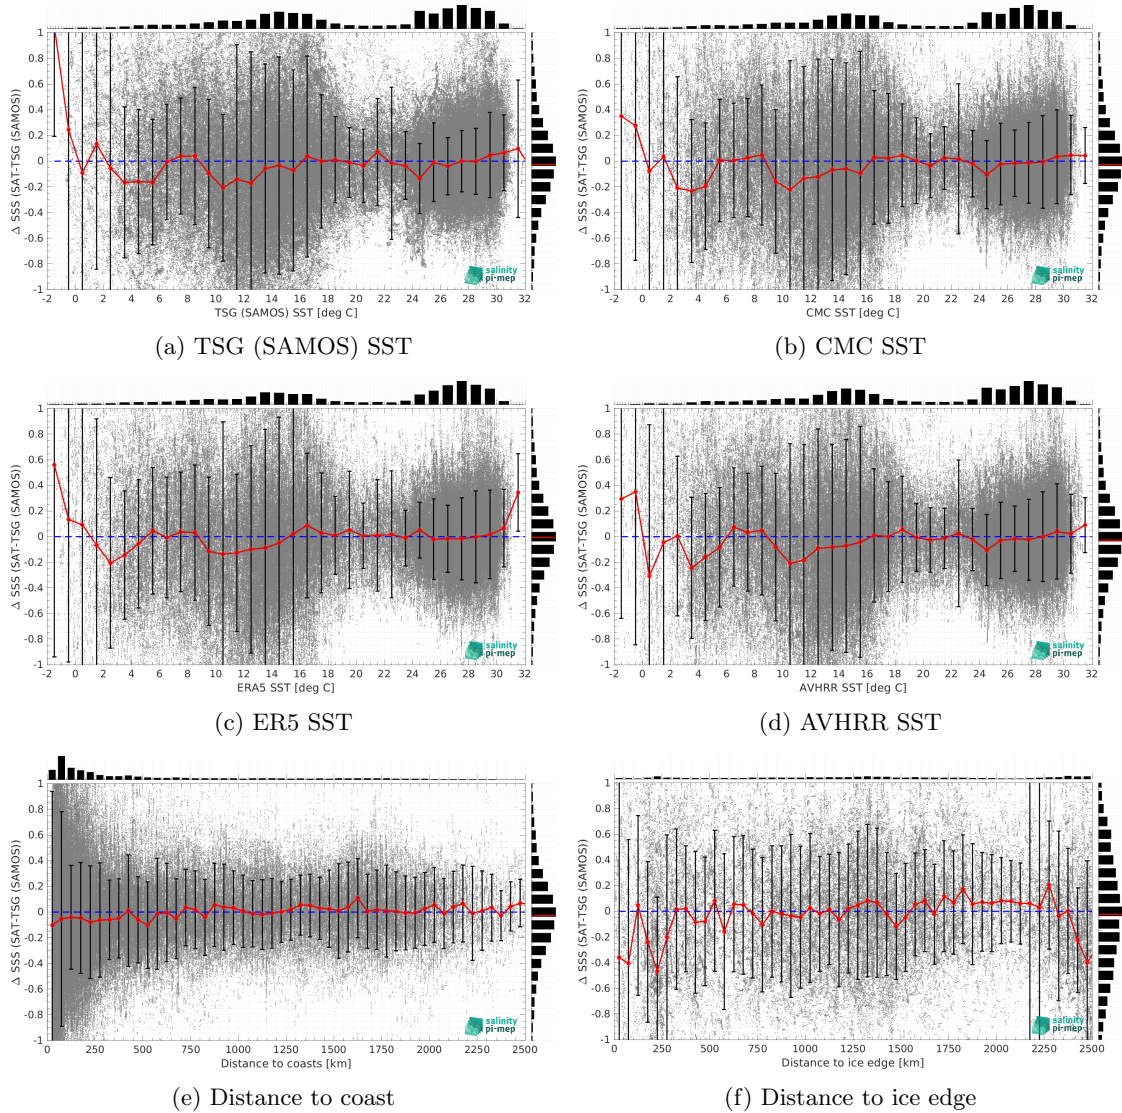 1
0.8
0.6
0.4
0.2
0
-0.2
-0.4
-0.6
-0.8
-1
Δ SSS (SAT-TSG (SAMOS))
salinity
pi-mep
-2 0 2 4 6 8 10 12 14 16 18 20 22 24 26 28 30 32
TSG (SAMOS) SST [deg C]
(a) TSG (SAMOS) SST
1
0.8
0.6
0.4
0.2
0
-0.2
-0.4
-0.6
-0.8
-1
Δ SSS (SAT-TSG (SAMOS))
salinity
pi-mep
-2 0 2 4 6 8 10 12 14 16 18 20 22 24 26 28 30 32
CMC SST [deg C]
(b) CMC SST
1
0.8
0.6
0.4
0.2
0
-0.2
-0.4
-0.6
-0.8
-1
Δ SSS (SAT-TSG (SAMOS))
salinity
pi-mep
-2 0 2 4 6 8 10 12 14 16 18 20 22 24 26 28 30 32
ERA5 SST [deg C]
(c) ER5 SST
1
0.8
0.6
0.4
0.2
0
-0.2
-0.4
-0.6
-0.8
-1
Δ SSS (SAT-TSG (SAMOS))
salinity
pi-mep
-2 0 2 4 6 8 10 12 14 16 18 20 22 24 26 28 30 32
AVHRR SST [deg C]
(d) AVHRR SST
1
0.8
0.6
0.4
0.2
0
-0.2
-0.4
-0.6
-0.8
-1
Δ SSS (SAT-TSG (SAMOS))
salinity
pi-mep
0 250 500 750 1000 1250 1500 1750 2000 2250 2500
Distance to coasts [km]
(e) Distance to coast
1
0.8
0.6
0.4
0.2
0
-0.2
-0.4
-0.6
-0.8
-1
Δ SSS (SAT-TSG (SAMOS))
salinity
pi-mep
0 250 500 750 1000 1250 1500 1750 2000 2250 2500
Distance to ice edge [km]
(f) Distance to ice edge